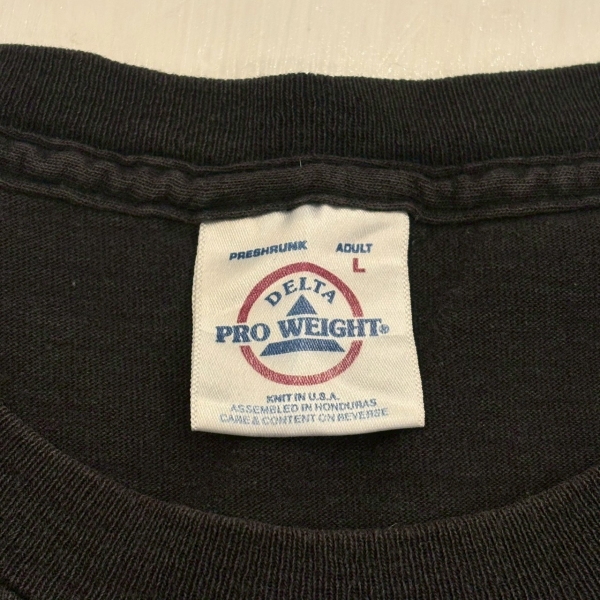 PRESHRUNK ADULT
L
DELTA
PRO WEIGHT®
KNIT IN U.S.A.
ASSEMBLED IN HONDURAS
CARE & CONTENT ON REVERSE